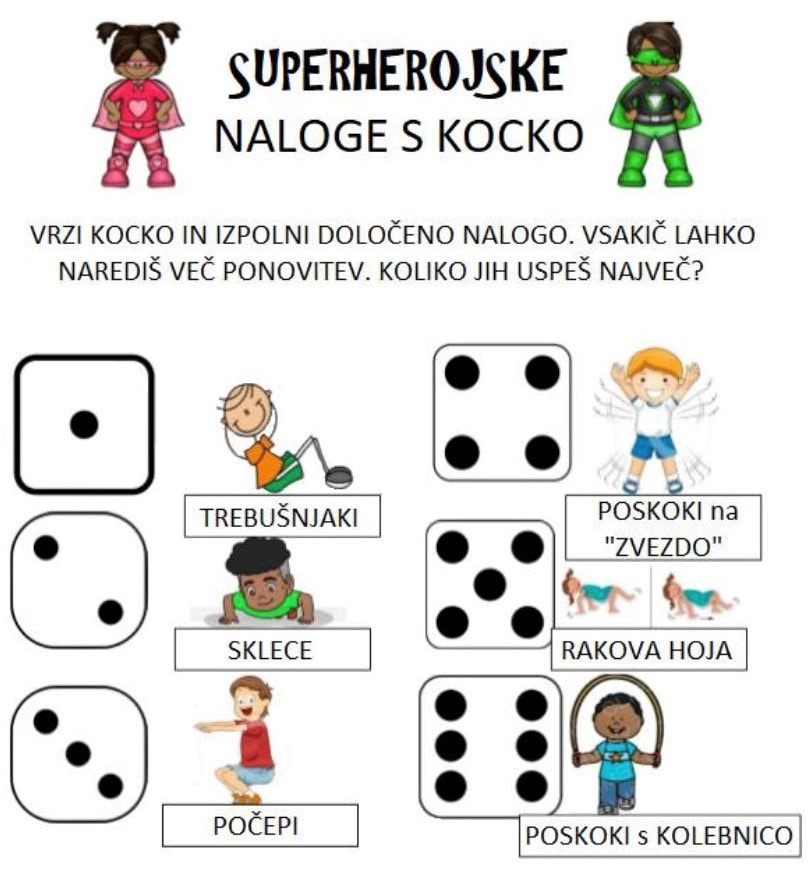 SUPERHEROJSKE
NALOGE S KOCKO
VRZI KOCKO IN IZPOLNI DOLOČENO NALOGO. VSAKIČ LAHKO
NAREDIŠ VEČ PONOVITEV. KOLIKO JIH USPEŠ NAJVEČ?
TREBUŠNJAKI
SKLECE
POČEPI
POSKOKI na
"ZVEZDO"
RAKOVA HOJA
POSKOKI s KOLEBNICO